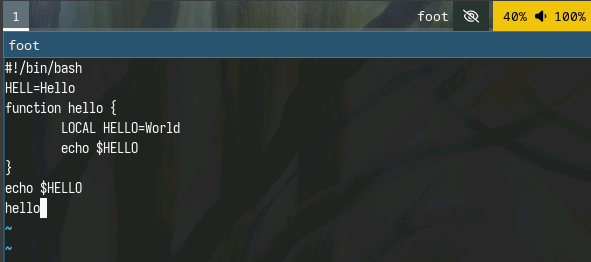 1 foot 40% 100%
foot
#!/bin/bash
HELL=Hello
function hello {
        LOCAL HELLO=World
        echo $HELLO
}
echo $HELLO
hello
~
~